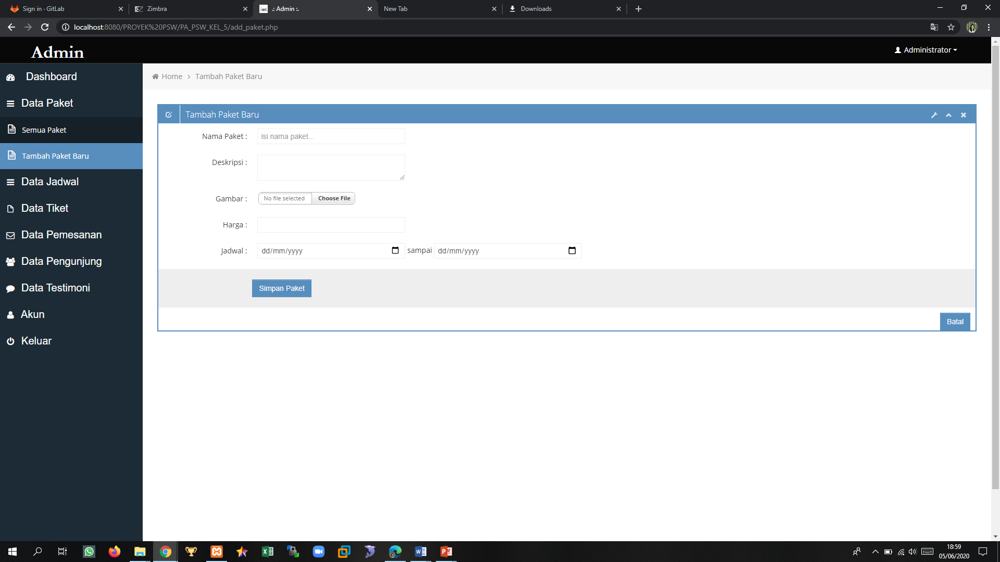 Sign in · GitLab
Zimbra
.: Admin :.
New Tab
Downloads
localhost:8080/PROYEK%20PSW/PA_PSW_KEL_5/add_paket.php
Admin
Administrator
Dashboard
Data Paket
Semua Paket
Tambah Paket Baru
Data Jadwal
Data Tiket
Data Pemesanan
Data Pengunjung
Data Testimoni
Akun
Keluar
Home > Tambah Paket Baru
Tambah Paket Baru
Nama Paket : isi nama paket...
Deskripsi :
Gambar : No file selected Choose File
Harga :
Jadwal : dd/mm/yyyy sampai dd/mm/yyyy
Simpan Paket
Batal
18:59
05/06/2020